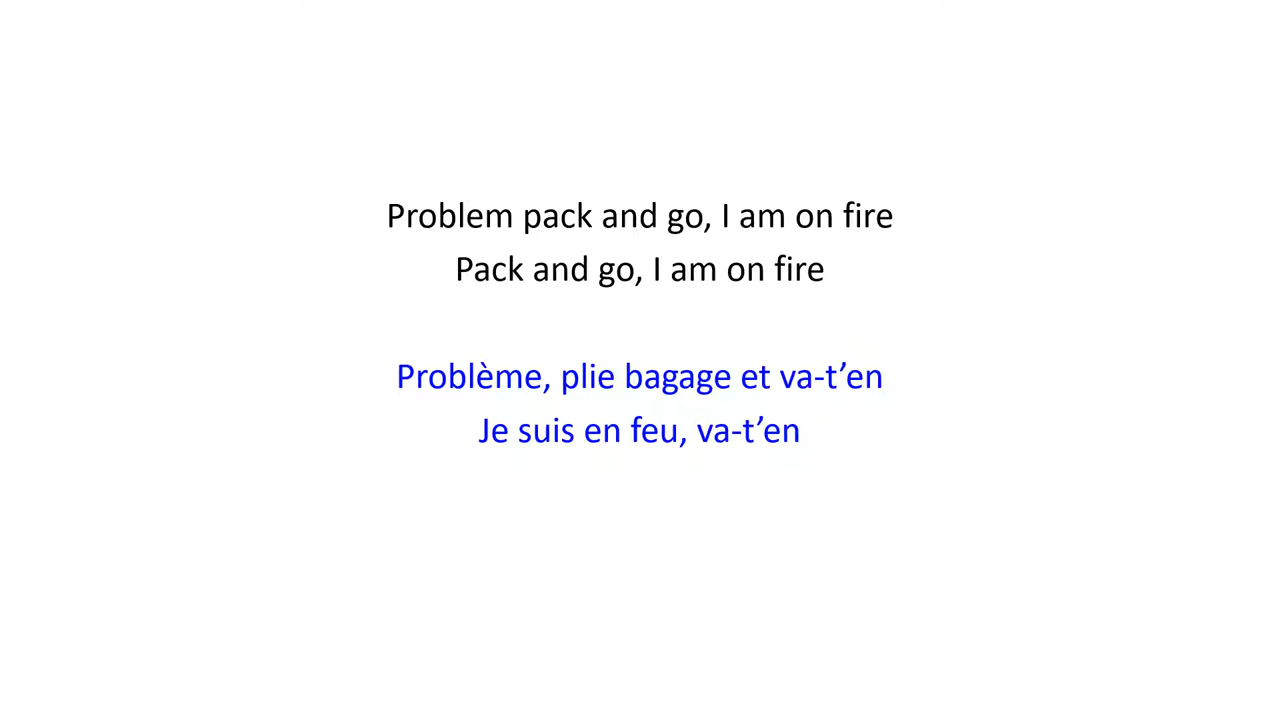 Problem pack and go, I am on fire
Pack and go, I am on fire
Problème, plie bagage et va-t’en
Je suis en feu, va-t’en